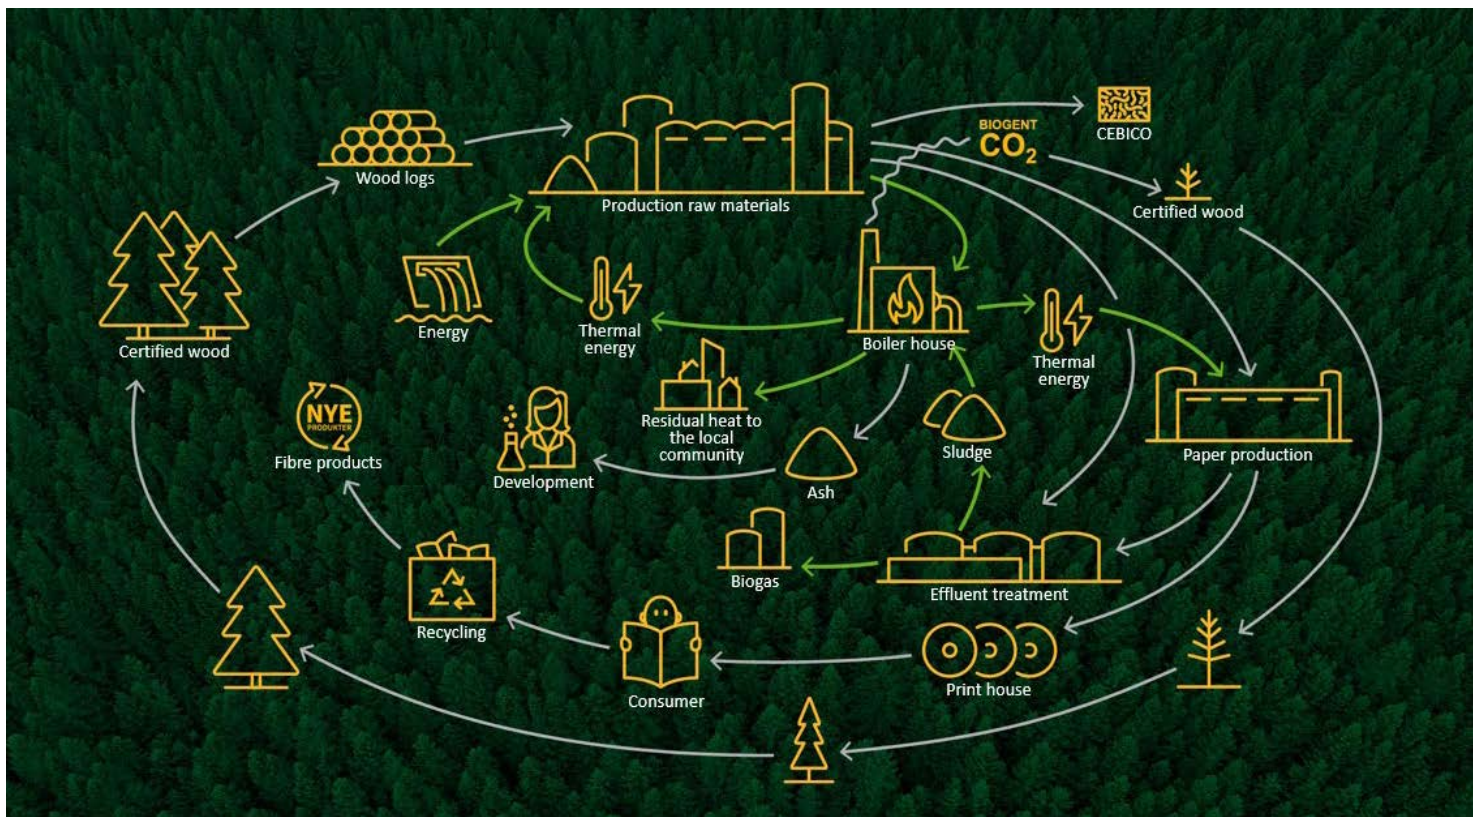 CEBICO
BIOGENT
CO₂
Wood logs
Production raw materials
Certified wood
Energy
Thermal
energy
Boiler house
Certified wood
Thermal
energy
NYE
PRODUKTER
Fibre products
Development
Residual heat to
the local
community
Ash
Sludge
Paper production
Biogas
Effluent treatment
Recycling
Consumer
Print house